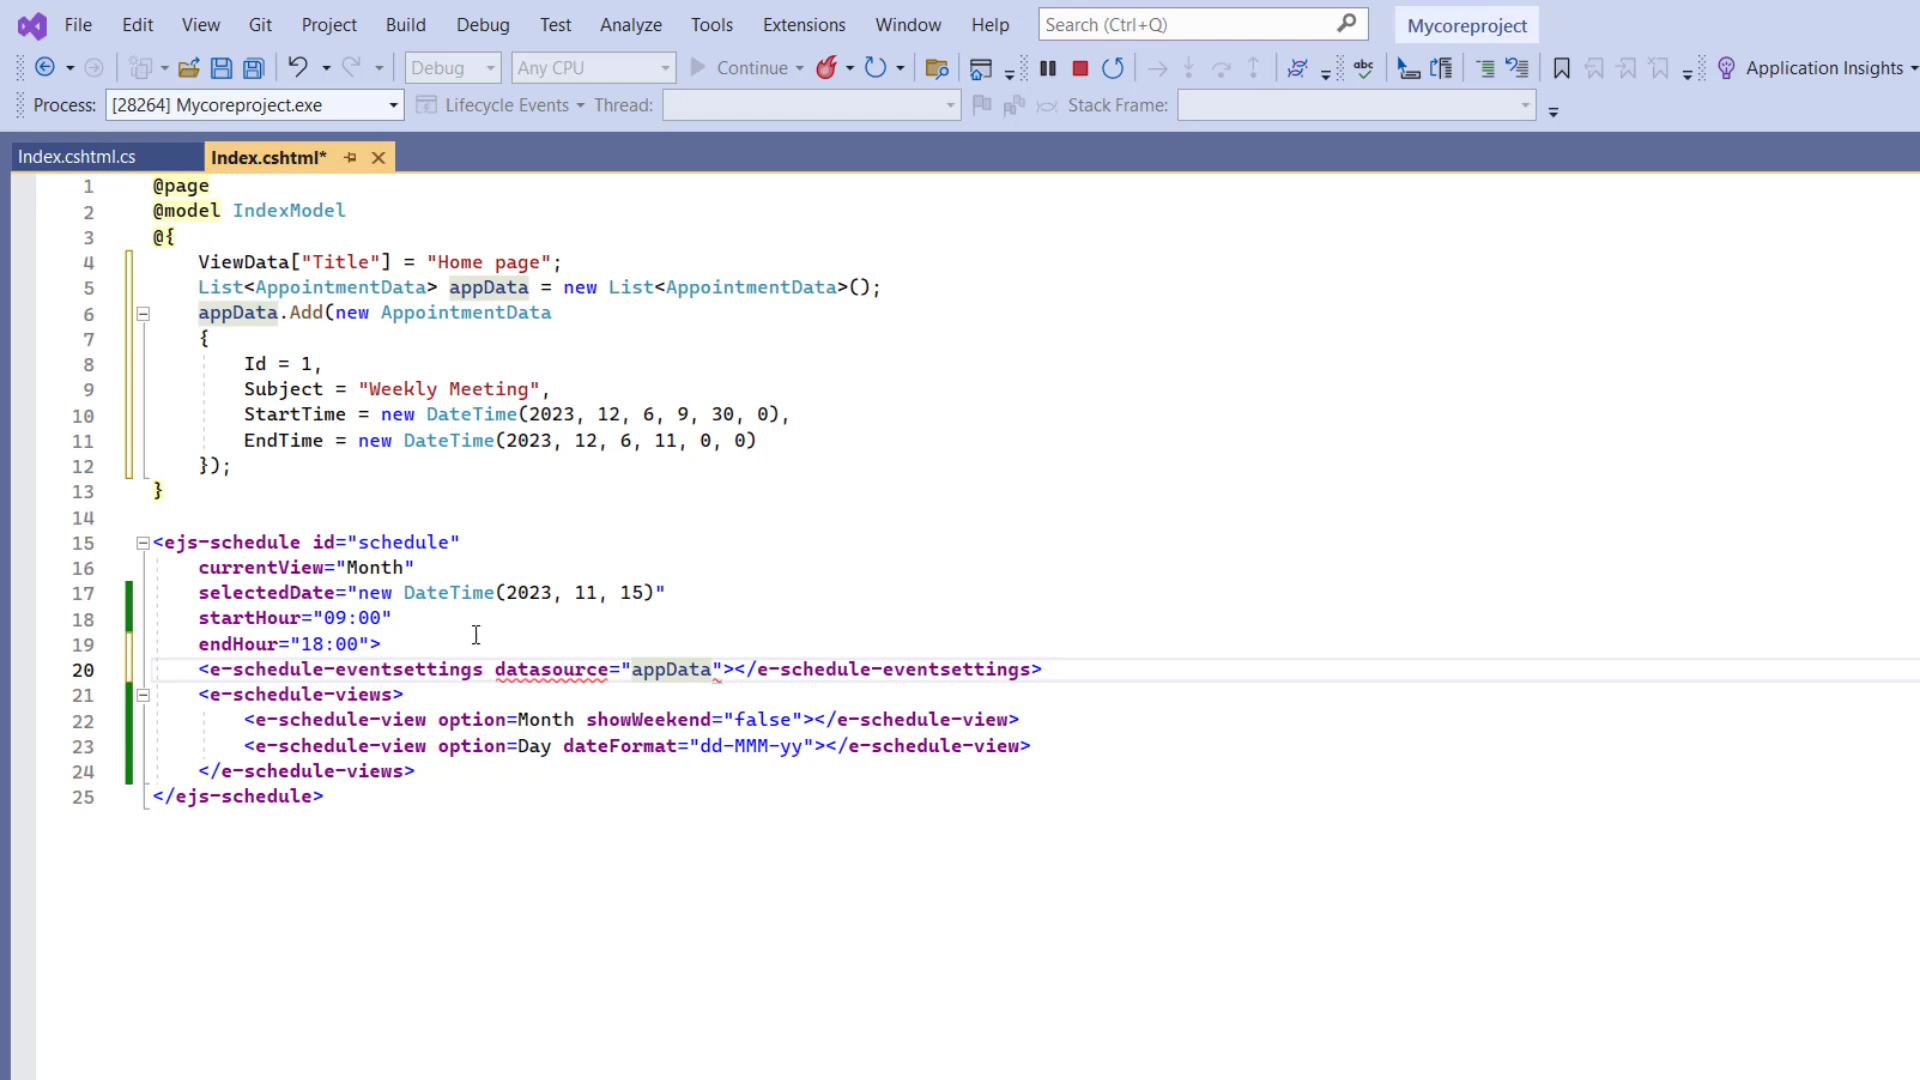 File Edit View Git Project Build Debug Test Analyze Tools Extensions Window Help Search (Ctrl+Q) Mycoreproject
Debug Any CPU Continue abc Application Insights
Process: [28264] Mycoreproject.exe Lifecycle Events Thread: Stack Frame:
Index.cshtml.cs Index.cshtml*
1 @page
2 @model IndexModel
3 @{
4 ViewData["Title"] = "Home page";
5 List<AppointmentData> appData = new List<AppointmentData>();
6 appData.Add(new AppointmentData
7 {
8 Id = 1,
9 Subject = "Weekly Meeting",
10 StartTime = new DateTime(2023, 12, 6, 9, 30, 0),
11 EndTime = new DateTime(2023, 12, 6, 11, 0, 0)
12 });
13 }
14
15 <ejs-schedule id="schedule"
16 currentView="Month"
17 selectedDate="new DateTime(2023, 11, 15)"
18 startHour="09:00"
19 endHour="18:00">
20 <e-schedule-eventsettings datasource="appData"></e-schedule-eventsettings>
21 <e-schedule-views>
22 <e-schedule-view option=Month showWeekend="false"></e-schedule-view>
23 <e-schedule-view option=Day dateFormat="dd-MMM-yy"></e-schedule-view>
24 </e-schedule-views>
25 </ejs-schedule>